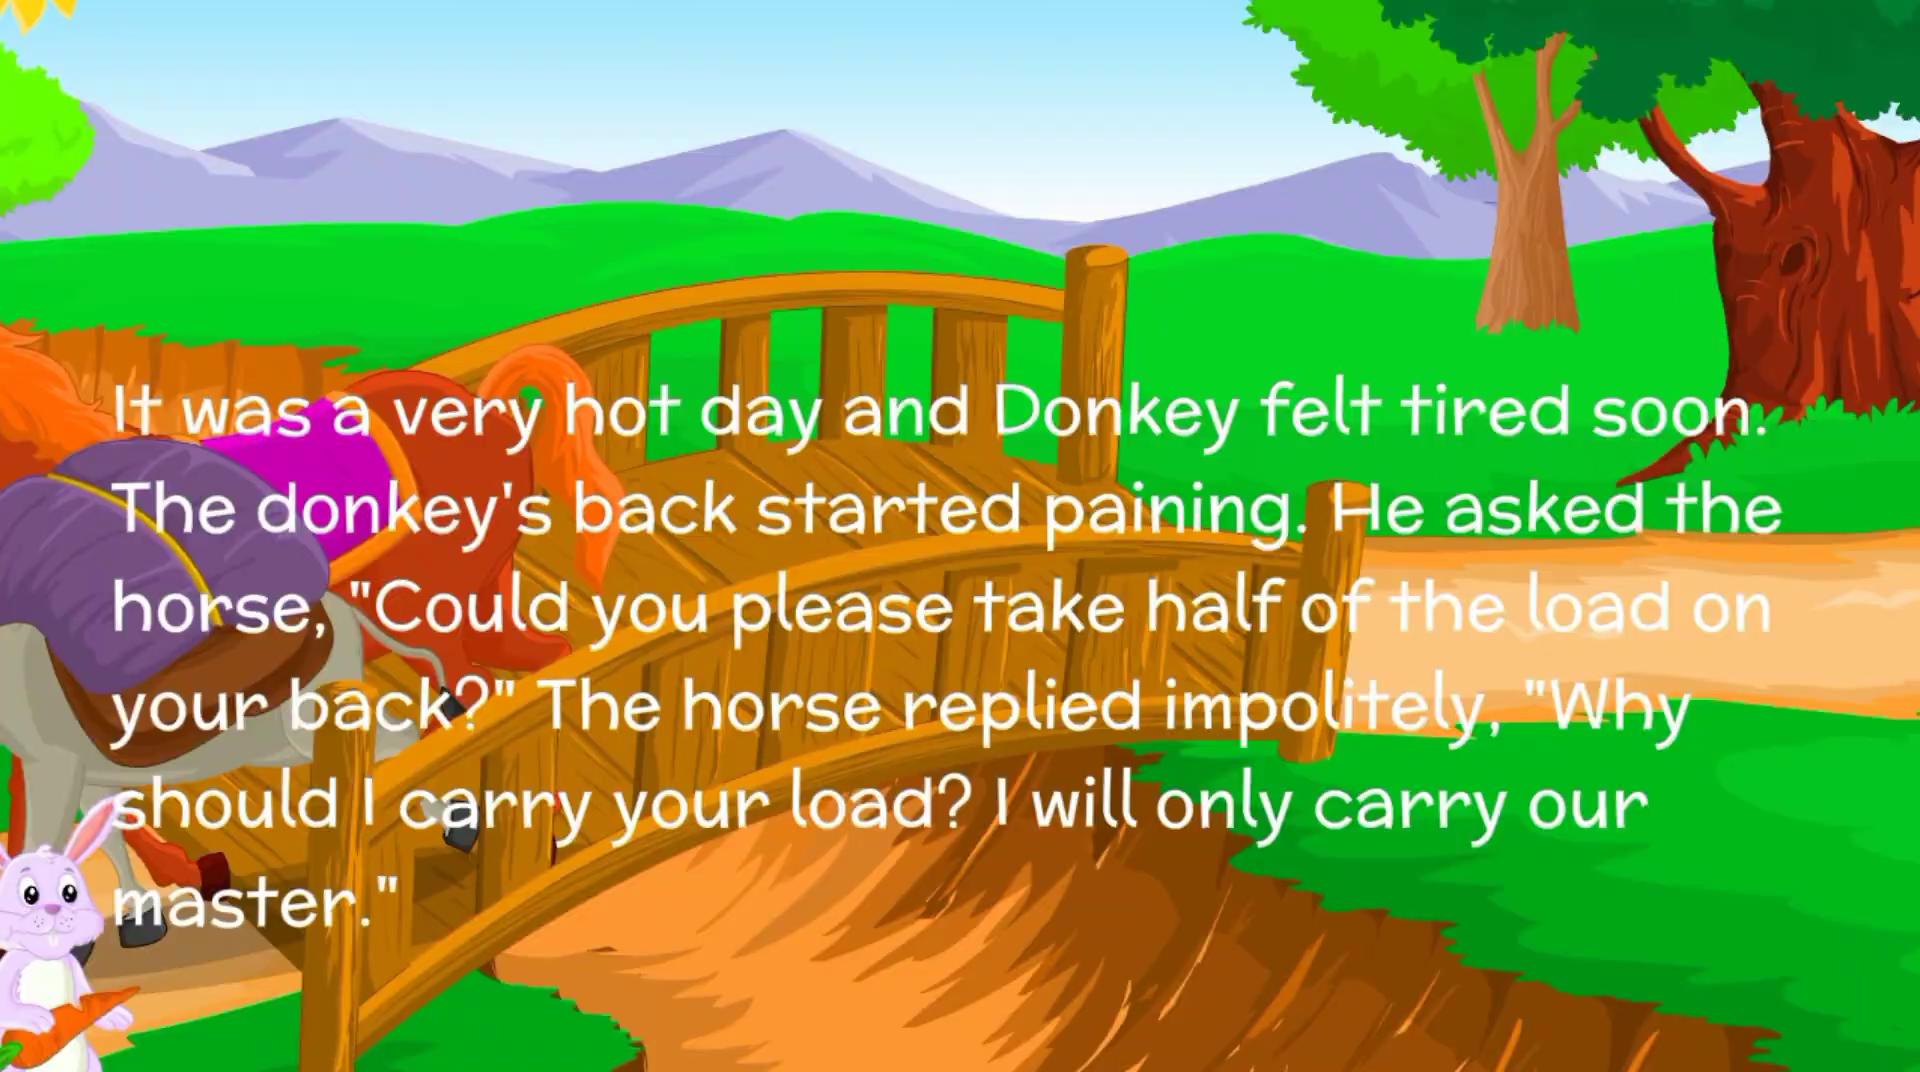 It was a very hot day and Donkey felt tired soon.
The donkey's back started paining. He asked the
horse, "Could you please take half of the load on
your back?" The horse replied impolitely, "Why
should I carry your load? I will only carry our
master."